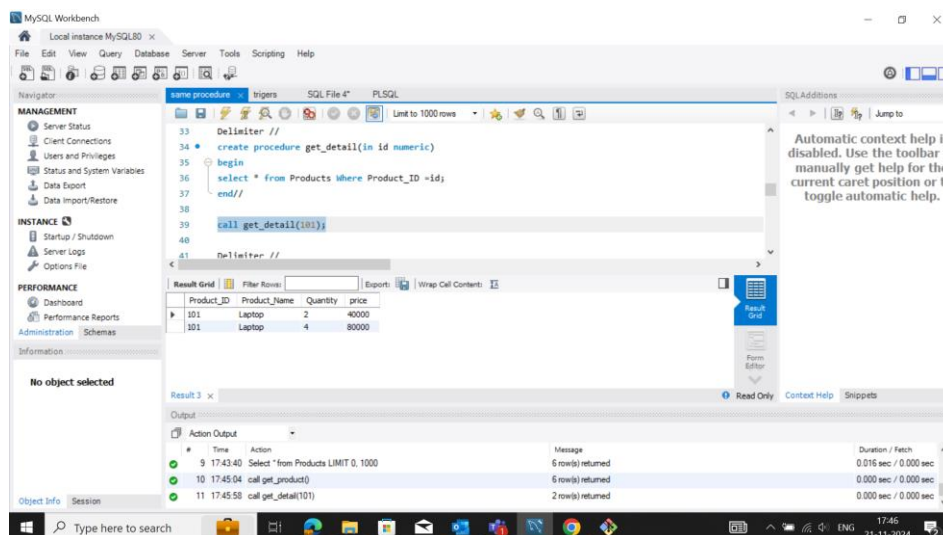 MySQL Workbench
Local instance MySQL80 ×
File Edit View Query Database Server Tools Scripting Help
Navigator
MANAGEMENT
Server Status
Client Connections
Users and Privileges
Status and System Variables
Data Export
Data Import/Restore
INSTANCE
Startup / Shutdown
Server Logs
Options File
PERFORMANCE
Dashboard
Performance Reports
Administration Schemas
Information
No object selected
Object Info Session
same procedure × trigers SQL File 4* PLSQL
Limit to 1000 rows
33 Delimiter //
34 create procedure get_detail(in id numeric)
35 begin
36 select * from Products Where Product_ID =id;
37 end//
38
39 call get_detail(101);
40
41 Delimiter //
Result Grid Filter Rows: Export: Wrap Cell Content:
Product_ID Product_Name Quantity price
101 Laptop 2 40000
101 Laptop 4 80000
Result Grid
Form Editor
Result 3 ×
Read Only
Output
Action Output
# Time Action Message Duration / Fetch
9 17:43:40 Select * from Products LIMIT 0, 1000 6 row(s) returned 0.016 sec / 0.000 sec
10 17:45:04 call get_product() 6 row(s) returned 0.000 sec / 0.000 sec
11 17:45:58 call get_detail(101) 2 row(s) returned 0.000 sec / 0.000 sec
SQLAdditions
Jump to
Automatic context help i
disabled. Use the toolbar
manually get help for the
current caret position or t
toggle automatic help.
Context Help Snippets
Type here to search
ENG
17:46
21-11-2024